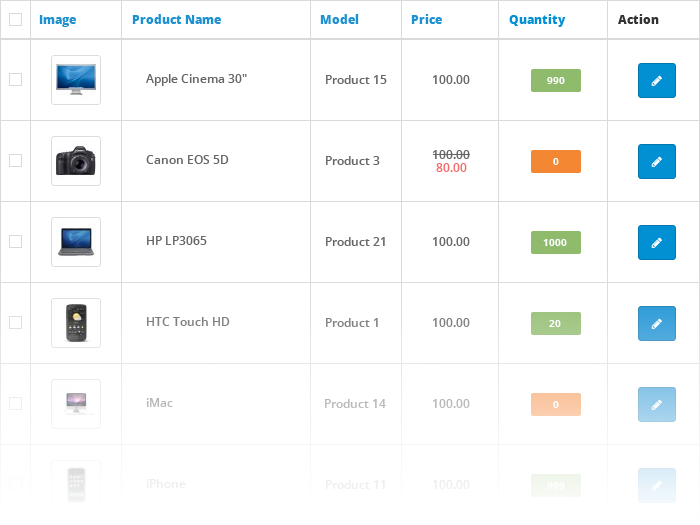 Image Product Name Model Price Quantity Action
Apple Cinema 30" Product 15 100.00 990
Canon EOS 5D Product 3 100.00 0
80.00
HP LP3065 Product 21 100.00 1000
HTC Touch HD Product 1 100.00 20
iMac Product 14 100.00 0
iPhone Product 11 100.00